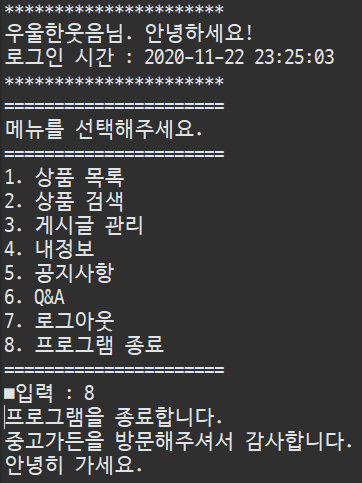 **********************
우울한웃음님. 안녕하세요!
로그인 시간 : 2020-11-22 23:25:03
**********************
======================
메뉴를 선택해주세요.
======================
1. 상품 목록
2. 상품 검색
3. 게시글 관리
4. 내정보
5. 공지사항
6. Q&A
7. 로그아웃
8. 프로그램 종료
======================
■입력 : 8
프로그램을 종료합니다.
중고가든을 방문해주셔서 감사합니다.
안녕히 가세요.